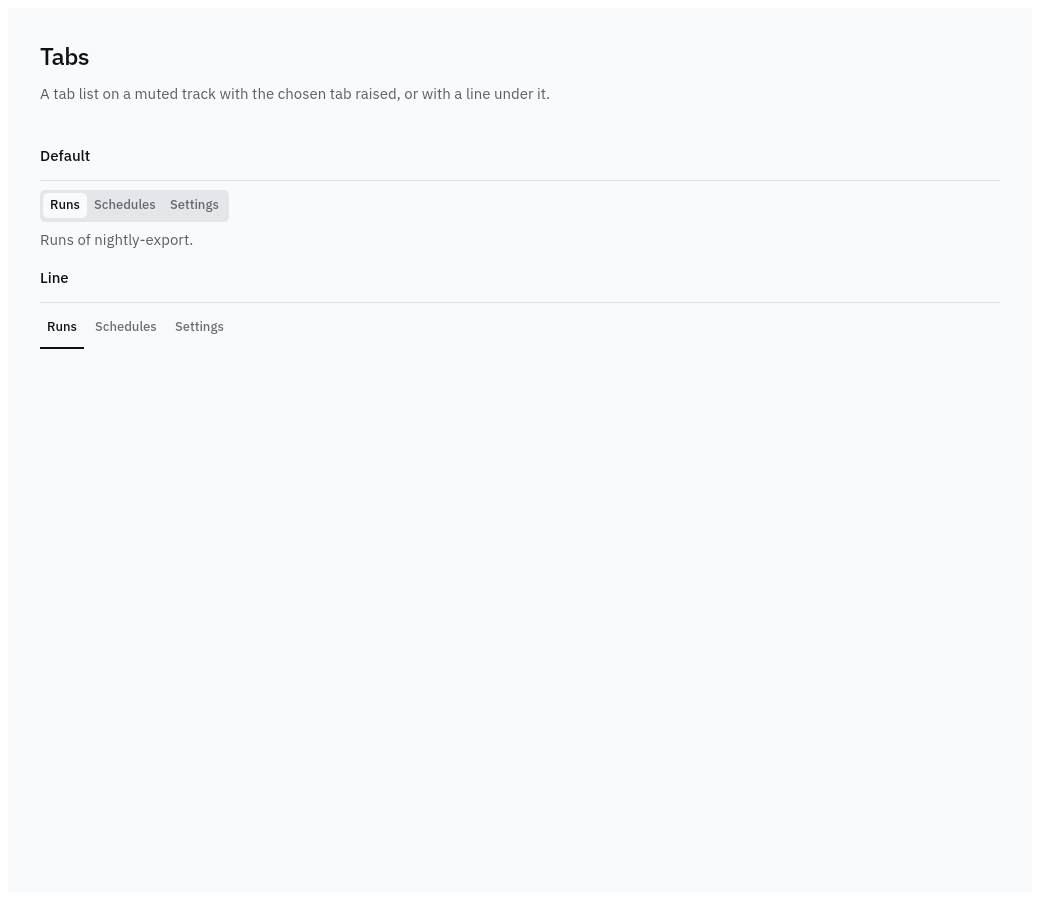 Tabs
A tab list on a muted track with the chosen tab raised, or with a line under it.
Default
Runs Schedules Settings
Runs of nightly-export.
Line
Runs Schedules Settings